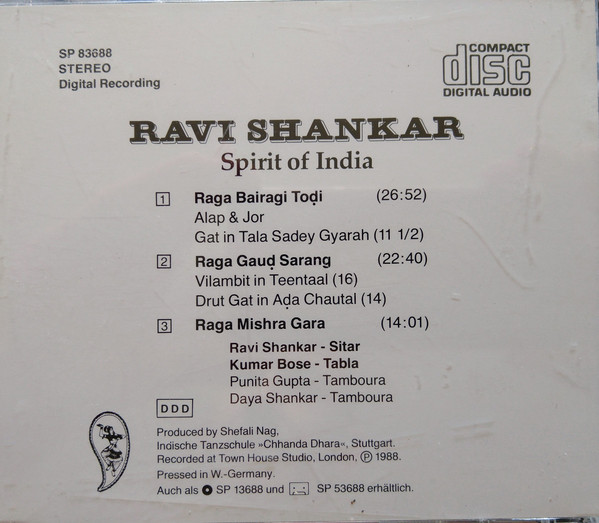 SP 83688
STEREO
Digital Recording
COMPACT
disc
DIGITAL AUDIO
RAVI SHANKAR
Spirit of India
1 Raga Bairagi Toḍi (26:52)
Alap & Jor
Gat in Tala Sadey Gyarah (11 1/2)
2 Raga Gauḍ Sarang (22:40)
Vilambit in Teentaal (16)
Drut Gat in Aḍa Chautal (14)
3 Raga Mishra Gara (14:01)
Ravi Shankar - Sitar
Kumar Bose - Tabla
Punita Gupta - Tamboura
Daya Shankar - Tamboura
D D D
Produced by Shefali Nag,
Indische Tanzschule »Chhanda Dhara«, Stuttgart.
Recorded at Town House Studio, London, Ⓟ 1988.
Pressed in W.-Germany.
Auch als SP 13688 und SP 53688 erhältlich.